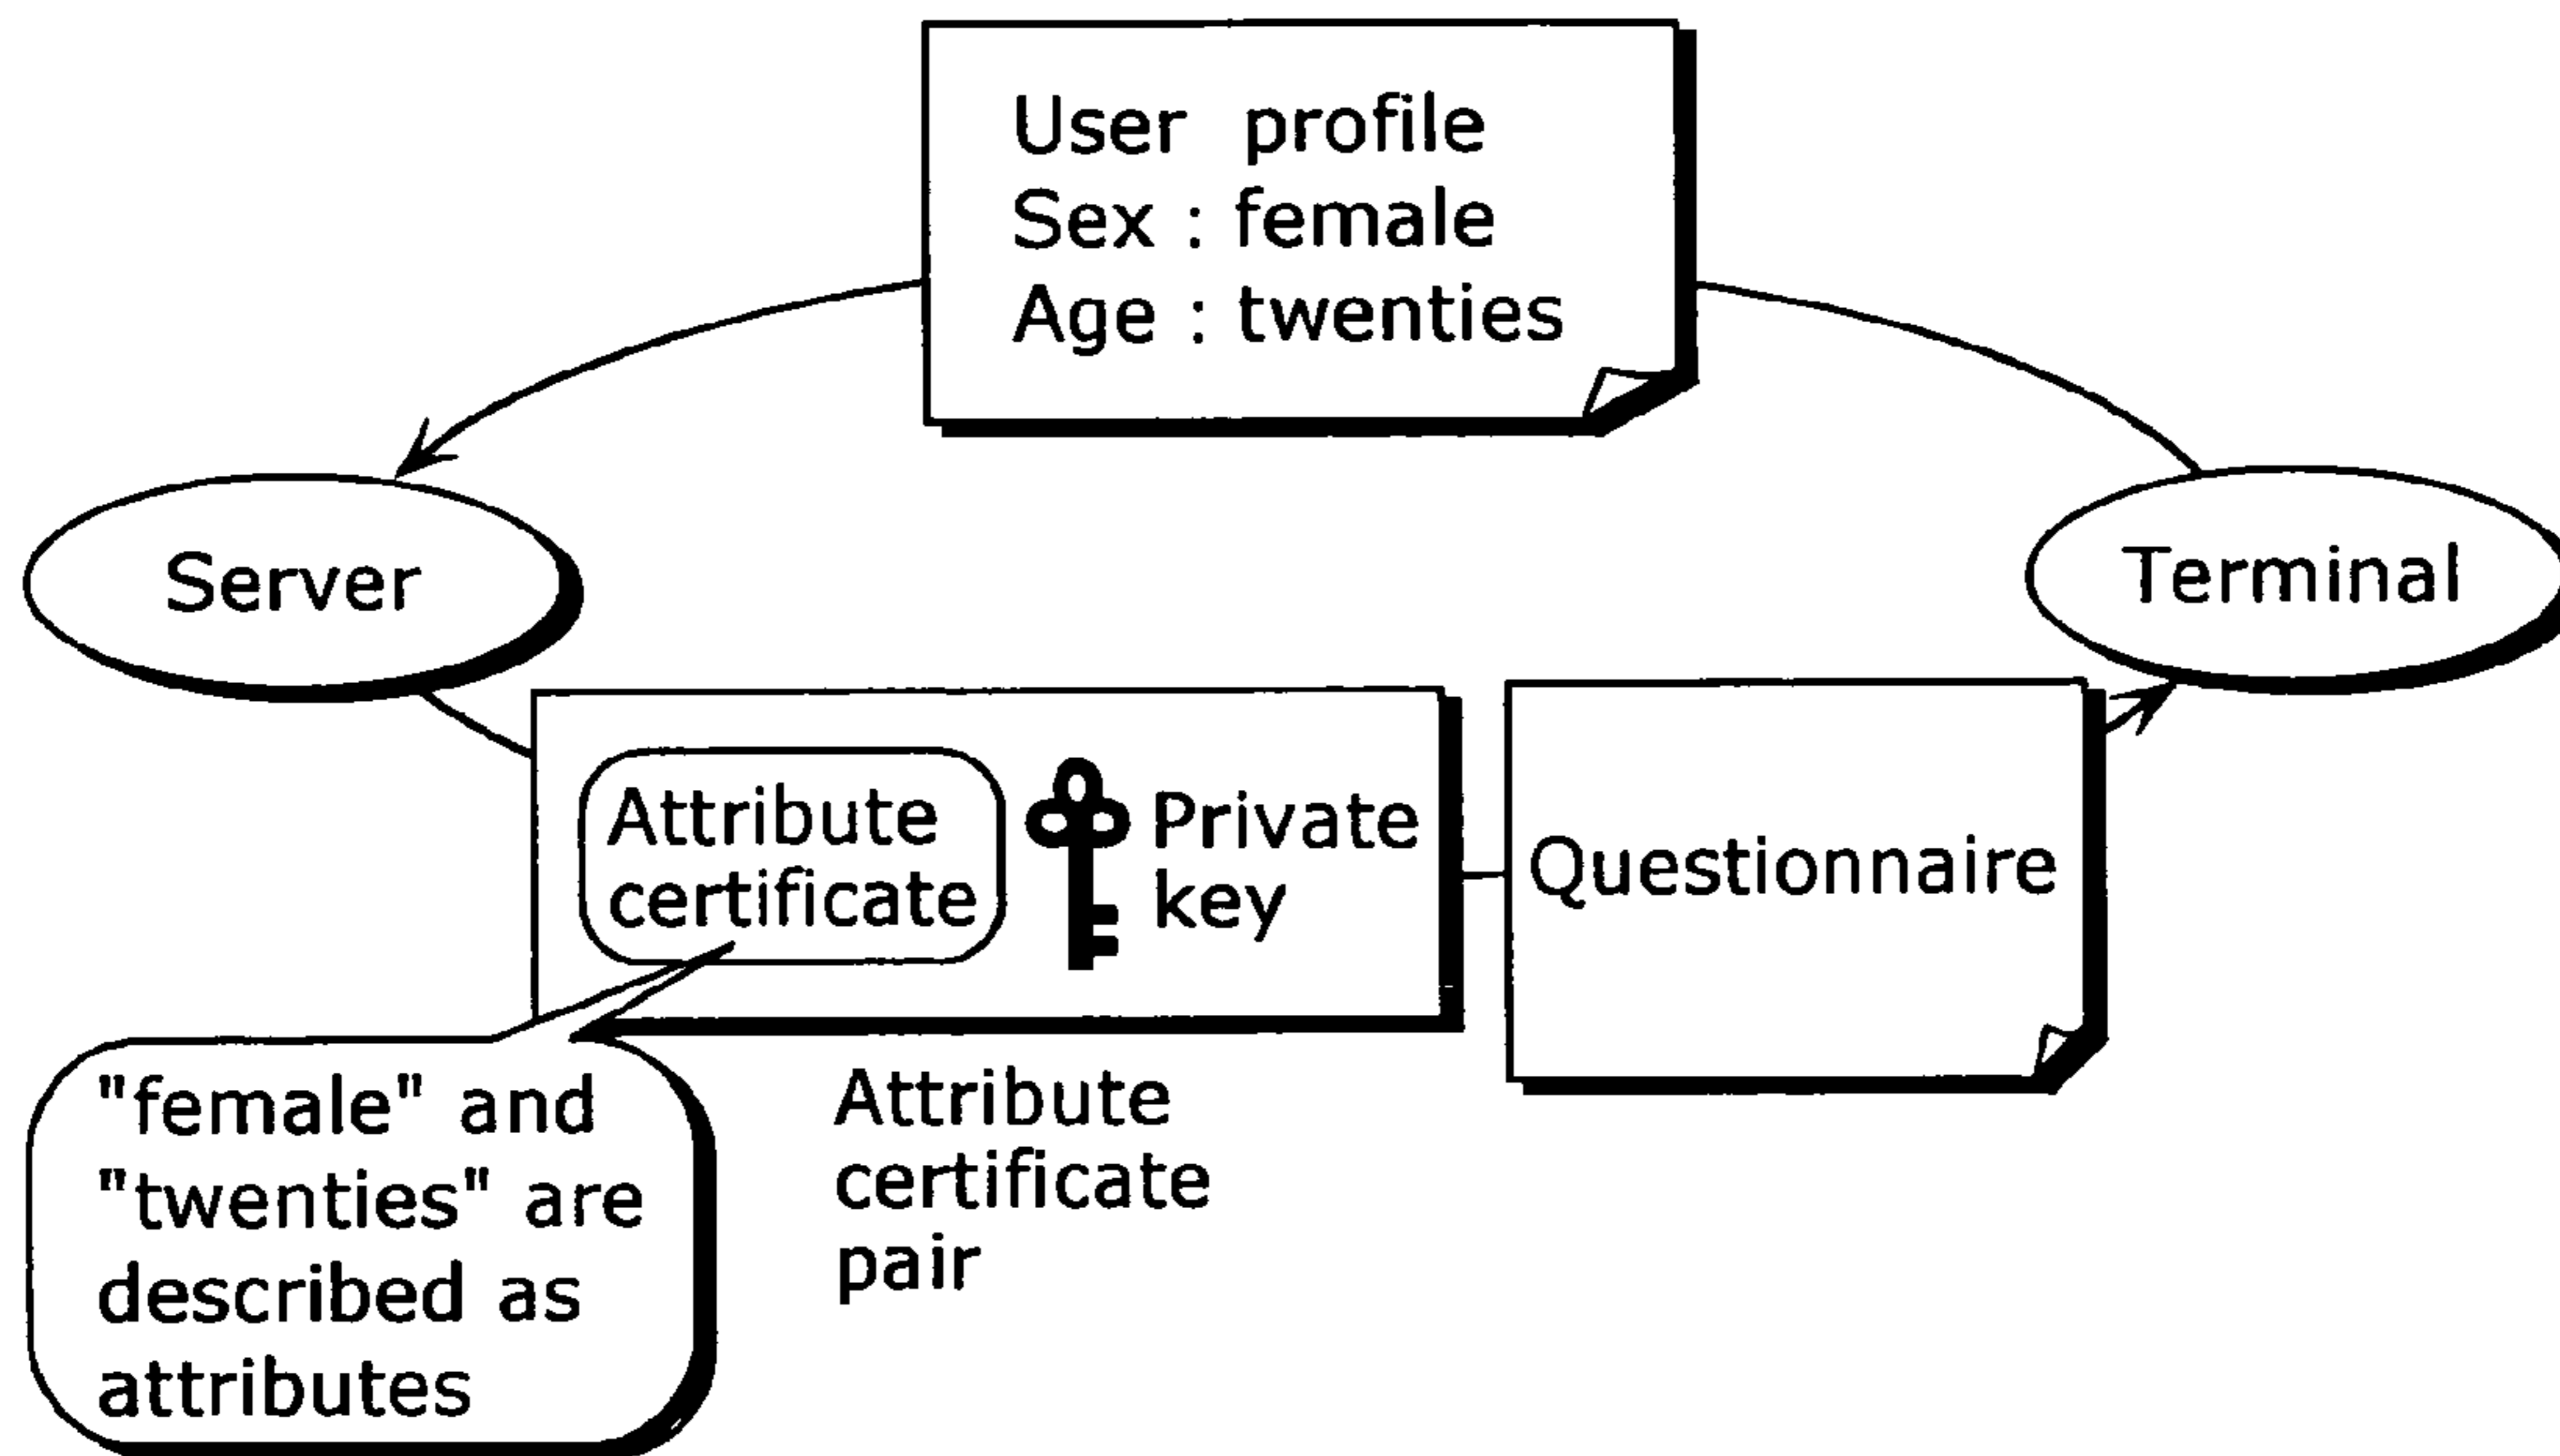 User profile
Sex : female
Age : twenties
Server
Terminal
Attribute
certificate
Private
key
Questionnaire
Attribute
certificate
pair
"female" and
"twenties" are
described as
attributes